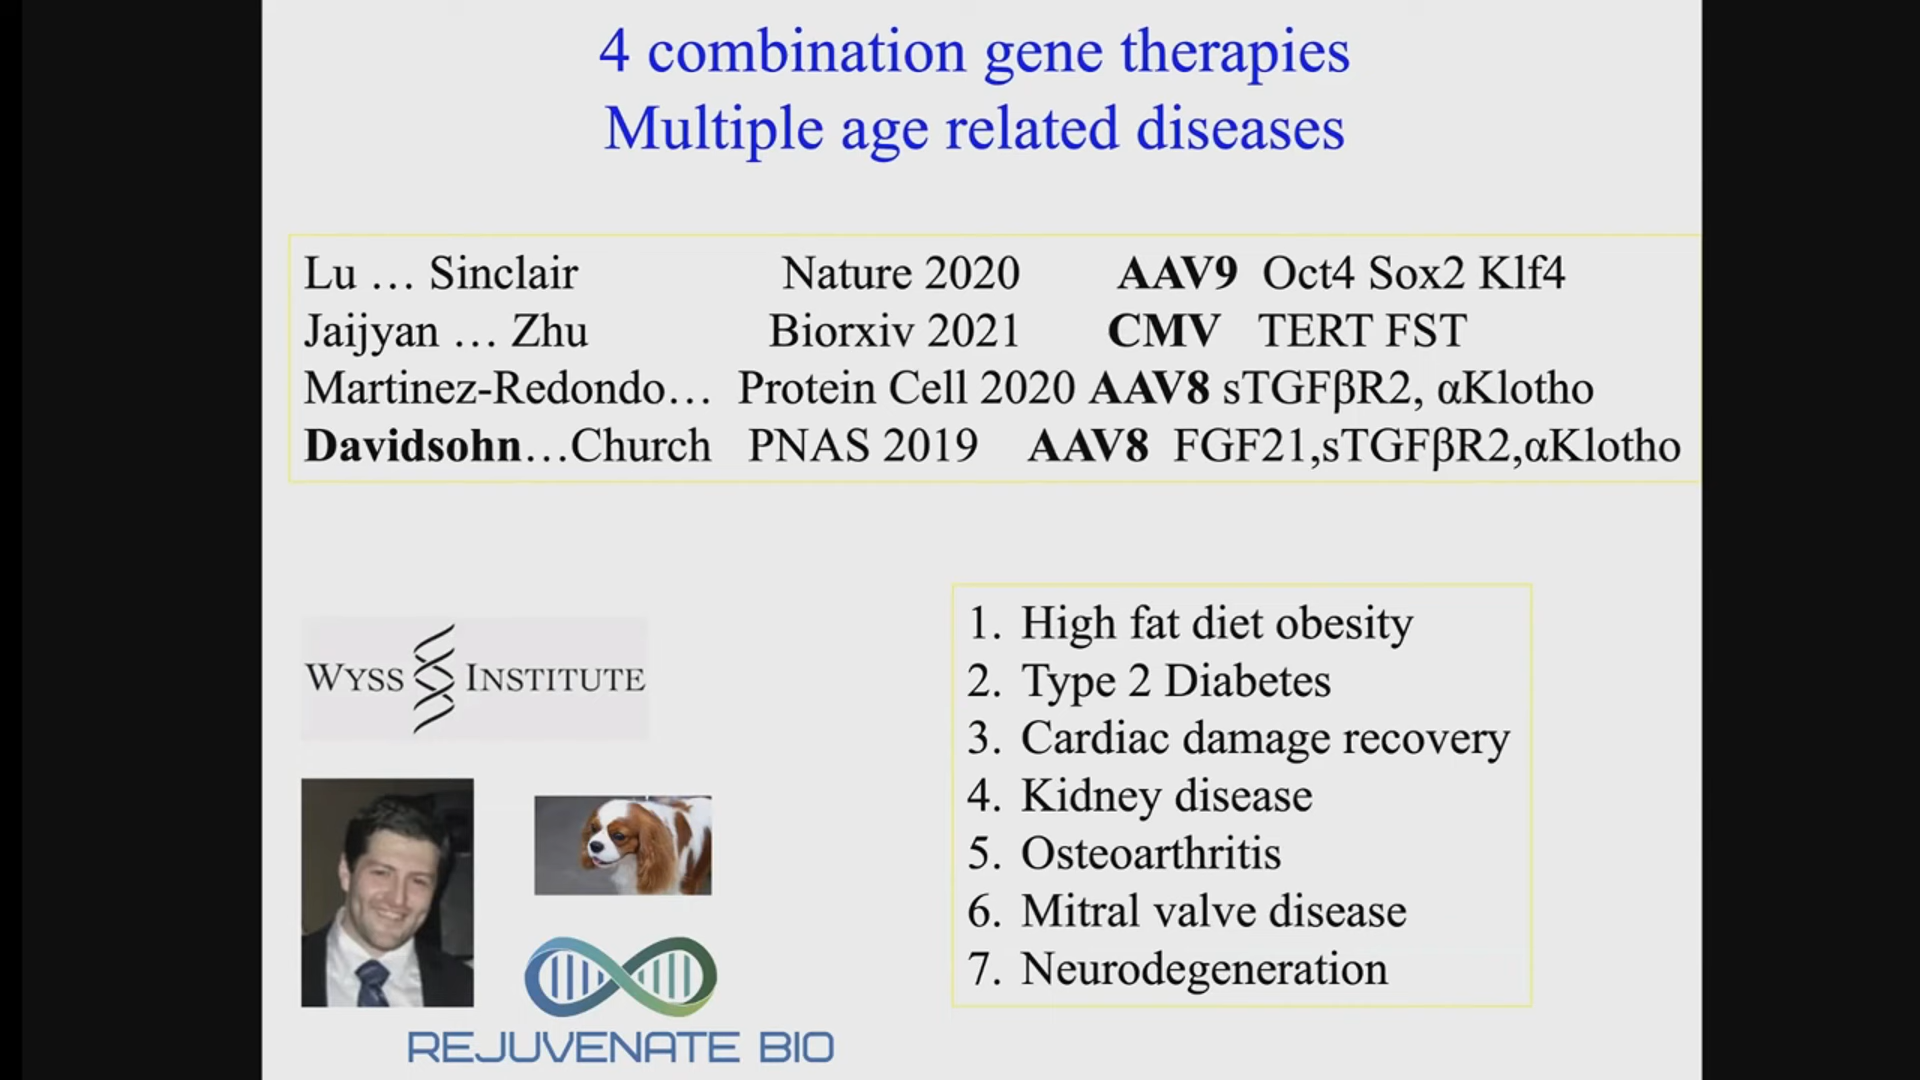 4 combination gene therapies
Multiple age related diseases
Lu … Sinclair Nature 2020 AAV9 Oct4 Sox2 Klf4
Jaijyan … Zhu Biorxiv 2021 CMV TERT FST
Martinez-Redondo… Protein Cell 2020 AAV8 sTGFβR2, αKlotho
Davidsohn…Church PNAS 2019 AAV8 FGF21,sTGFβR2,αKlotho
WYSS INSTITUTE
1. High fat diet obesity
2. Type 2 Diabetes
3. Cardiac damage recovery
4. Kidney disease
5. Osteoarthritis
6. Mitral valve disease
7. Neurodegeneration
REJUVENATE BIO